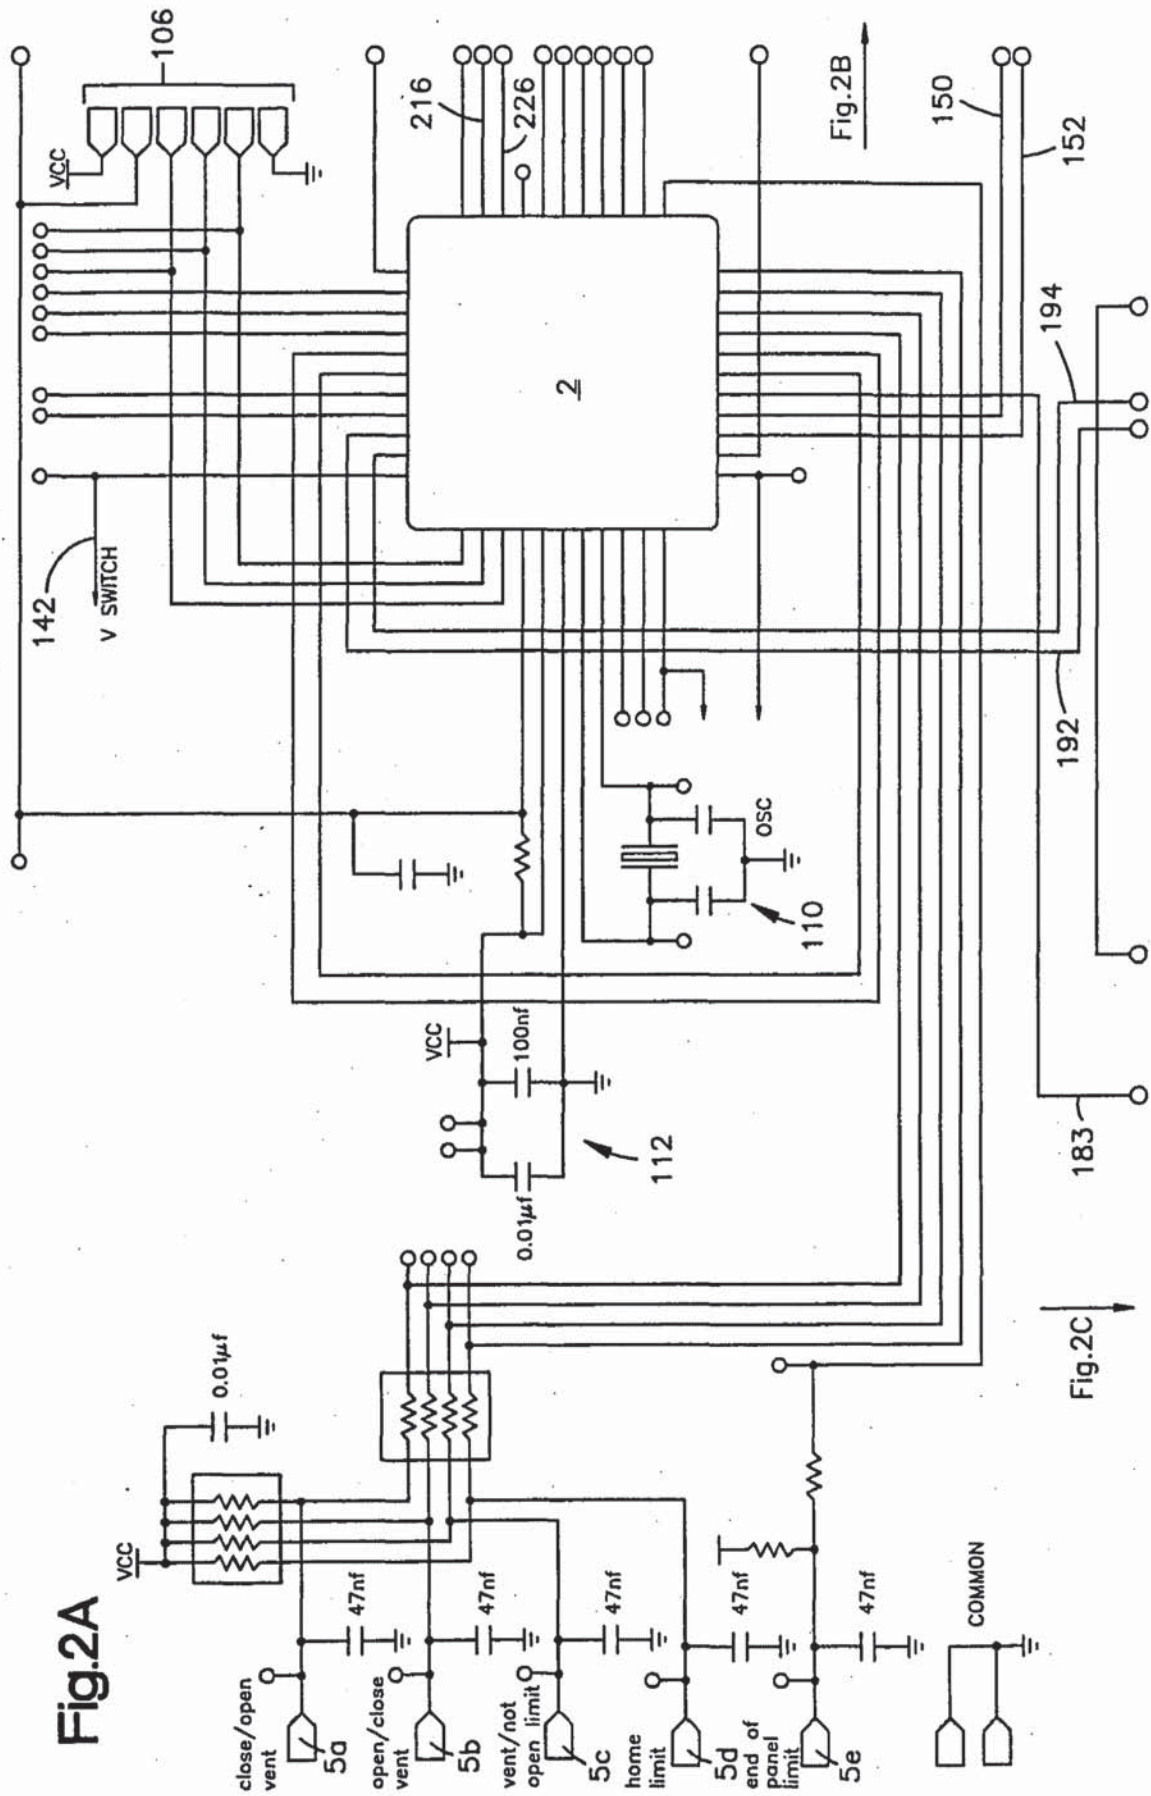 Fig.2A
close/open
vent
5a
open/close
vent
5b
vent/not
open limit
5c
home
limit
5d
end of
panel
limit
5e
COMMON
47nf
47nf
47nf
47nf
47nf
VCC
0.01µf
0.01µf
112
VCC
100nf
110
OSC
142
V SWITCH
VCC
106
2
216
226
Fig.2B
150
152
194
192
183
Fig.2C